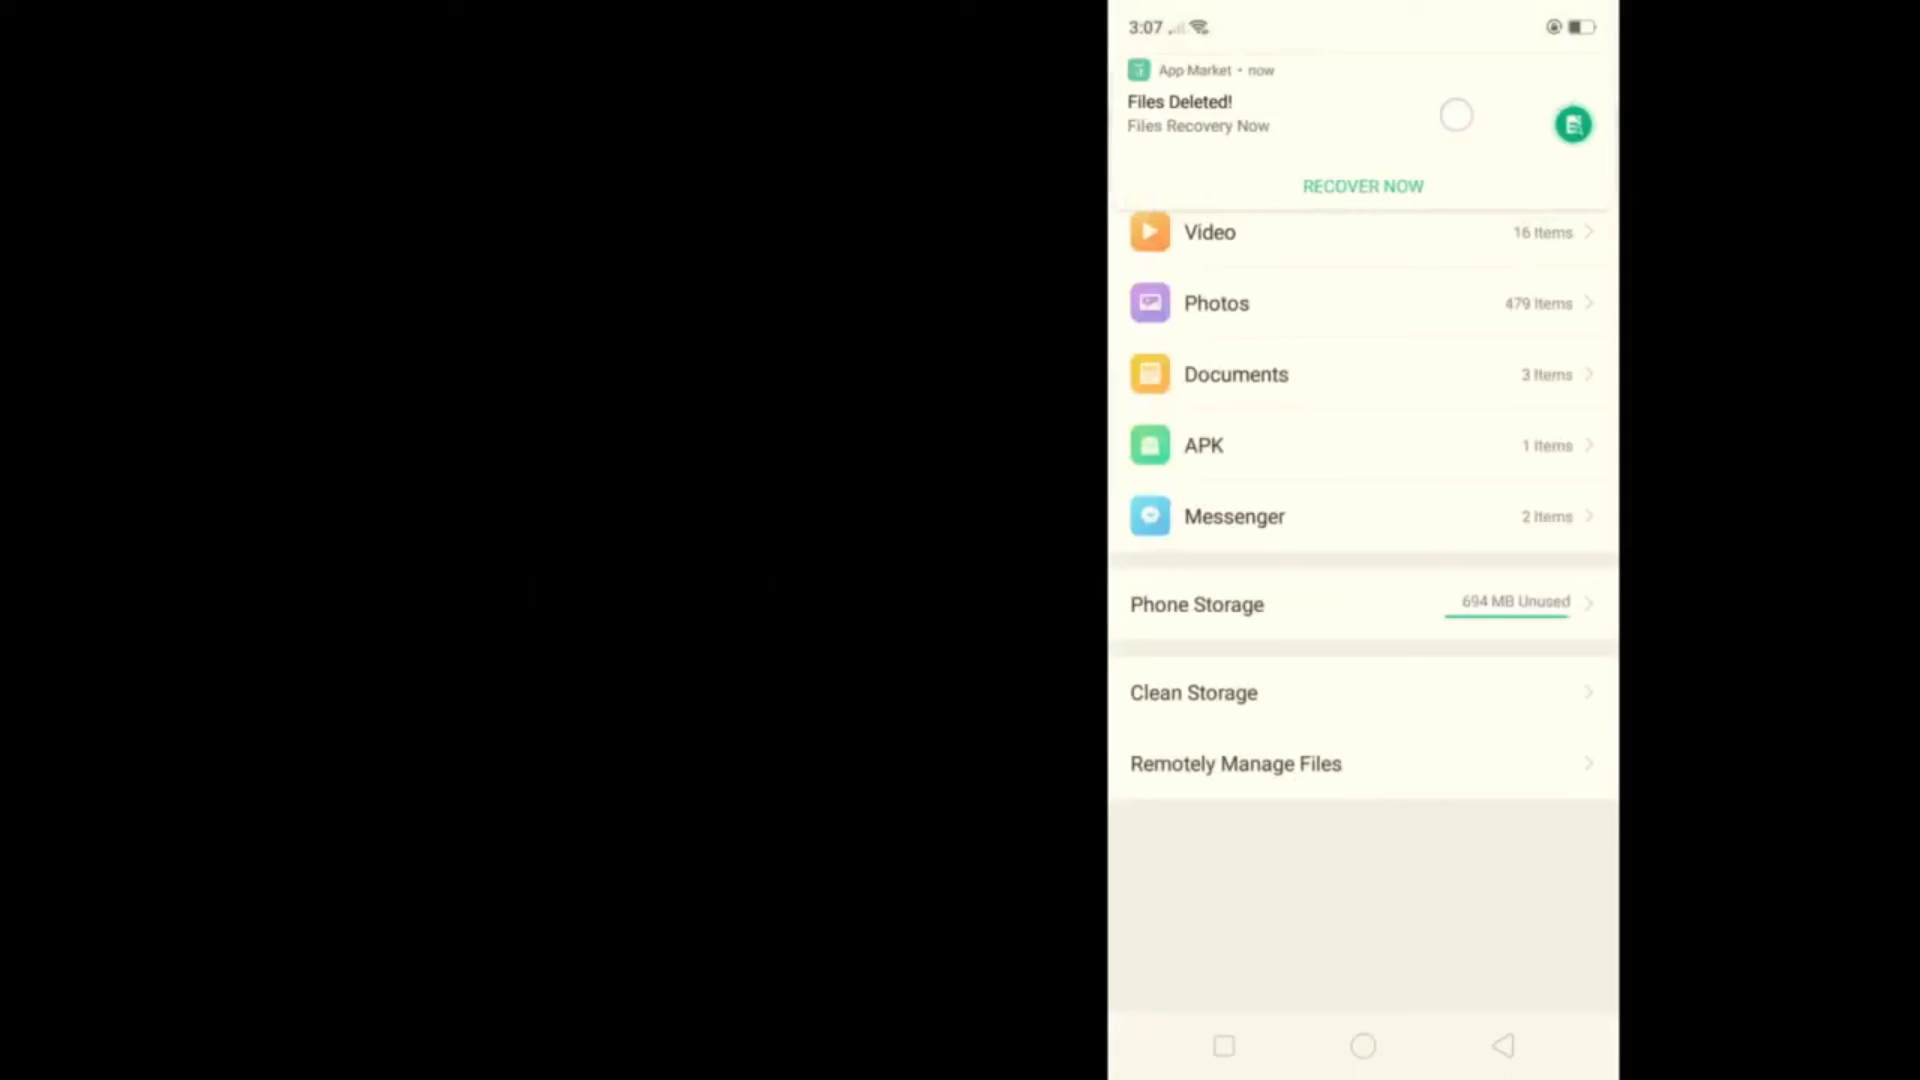 3:07
App Market • now
Files Deleted!
Files Recovery Now
RECOVER NOW
Video 16 Items
Photos 479 Items
Documents 3 Items
APK 1 Items
Messenger 2 Items
Phone Storage 694 MB Unused
Clean Storage
Remotely Manage Files